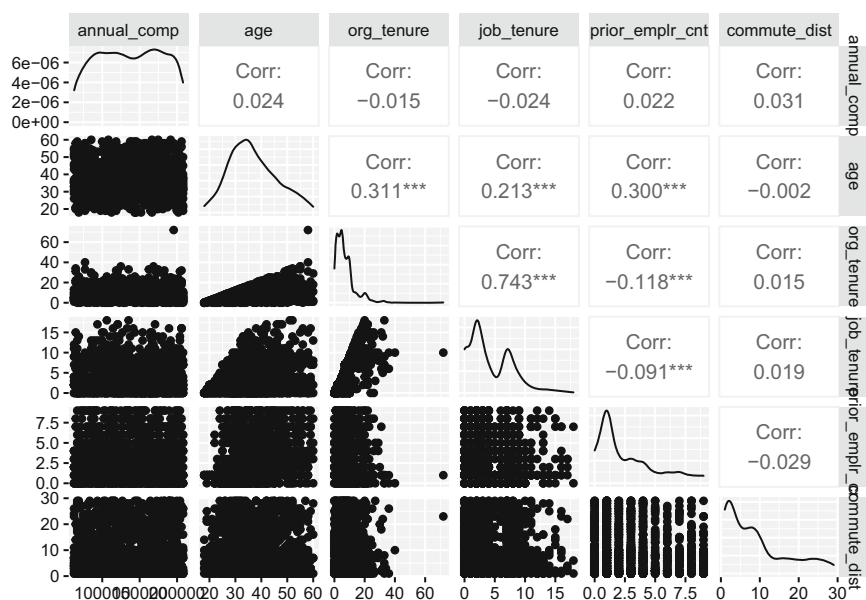 annual_comp age org_tenure job_tenure prior_emplr_cnt commute_dist
6e−06
4e−06
2e−06
0e+00
Corr:
0.024
Corr:
−0.015
Corr:
−0.024
Corr:
0.022
Corr:
0.031
annual_comp
60
50
40
30
20
Corr:
0.311***
Corr:
0.213***
Corr:
0.300***
Corr:
−0.002
age
60
40
20
0
Corr:
0.743***
Corr:
−0.118***
Corr:
0.015
org_tenure
15
10
5
0
Corr:
−0.091***
Corr:
0.019
job_tenure
7.5
5.0
2.5
0.0
Corr:
−0.029
30
20
10
0
commute_dist
20 30 40 50 60
0 20 40 60
0 5 10 15
0.0 2.5 5.0 7.5
0 10 20 30